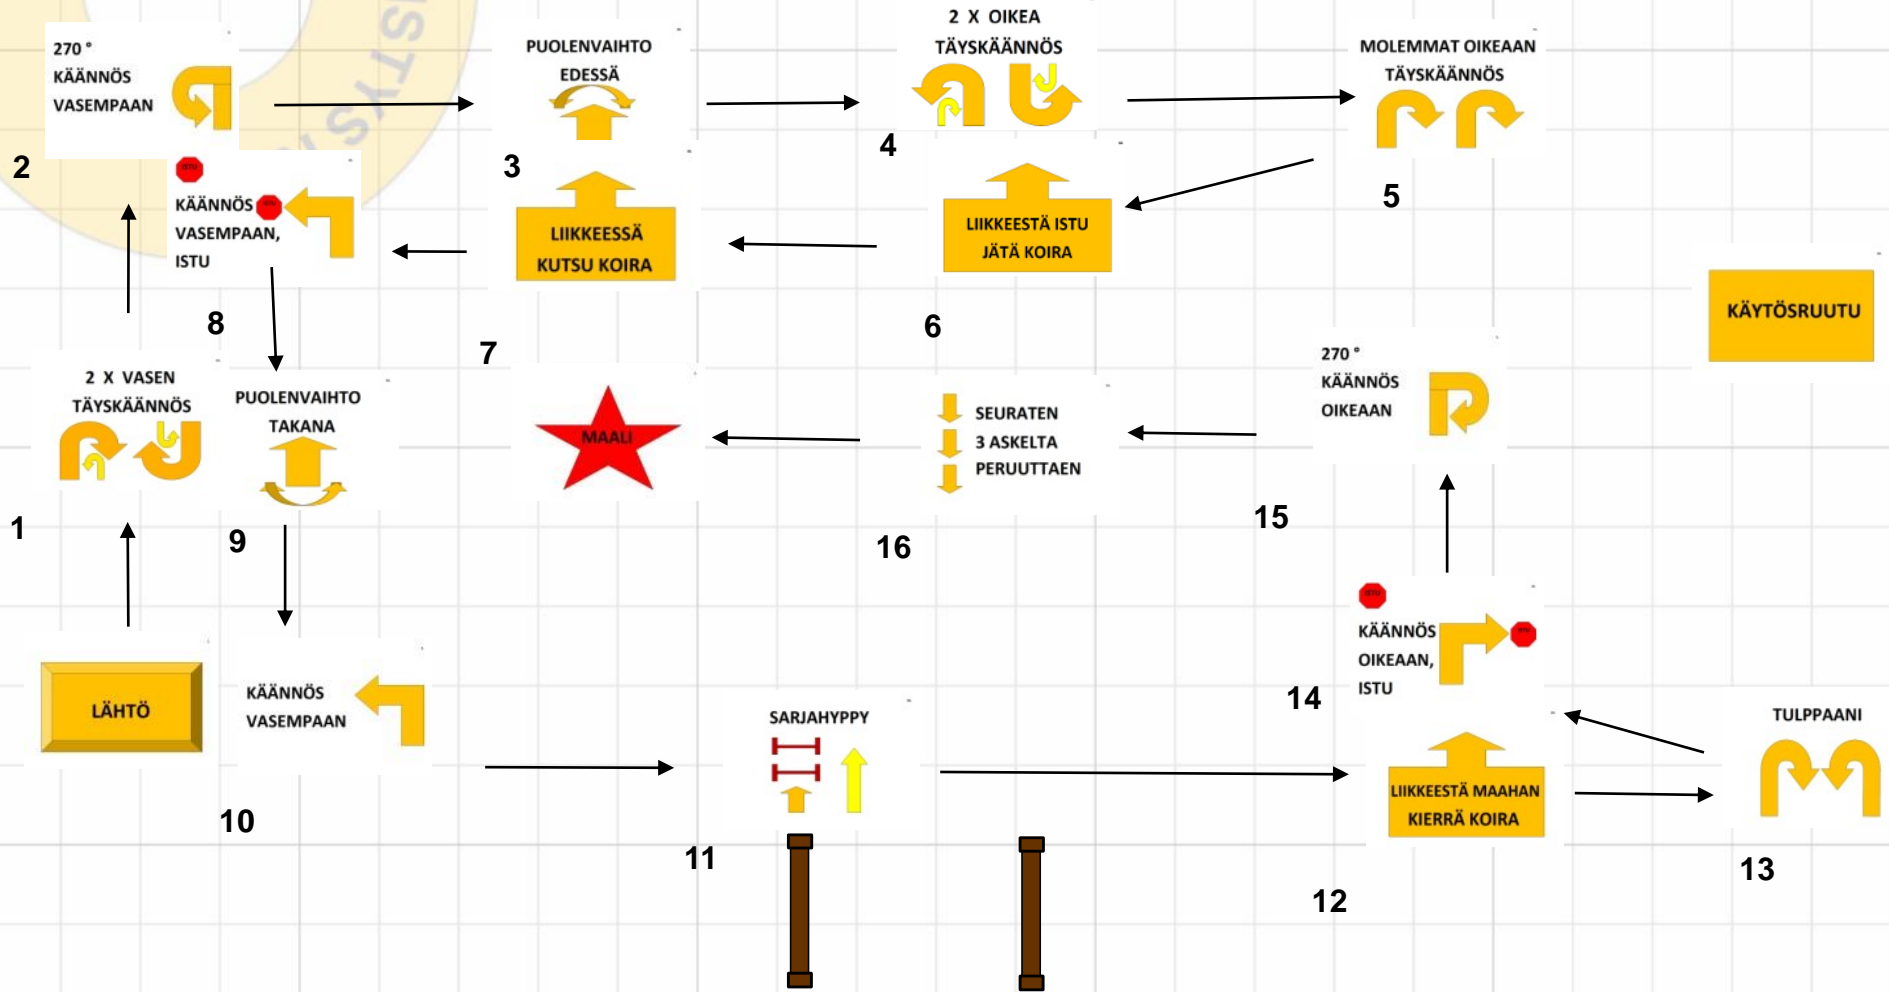 270 °
KÄÄNNÖS
VASEMPAAN
2
PUOLENVAIHTO
EDESSÄ
3
2 X OIKEA
TÄYSKÄÄNNÖS
4
MOLEMMAT OIKEAAN
TÄYSKÄÄNNÖS
5
ISTU
KÄÄNNÖS
VASEMPAAN,
ISTU
8
LIIKKEESSÄ
KUTSU KOIRA
7
LIIKKEESTÄ ISTU
JÄTÄ KOIRA
6
KÄYTÖSRUUTU
2 X VASEN
TÄYSKÄÄNNÖS
1
PUOLENVAIHTO
TAKANA
9
MAALI
SEURATEN
3 ASKELTA
PERUUTTAEN
16
270 °
KÄÄNNÖS
OIKEAAN
15
LÄHTÖ
KÄÄNNÖS
VASEMPAAN
10
SARJAHYPPY
11
ISTU
KÄÄNNÖS
OIKEAAN,
ISTU
14
LIIKKEESTÄ MAAHAN
KIERRÄ KOIRA
12
TULPPAANI
13